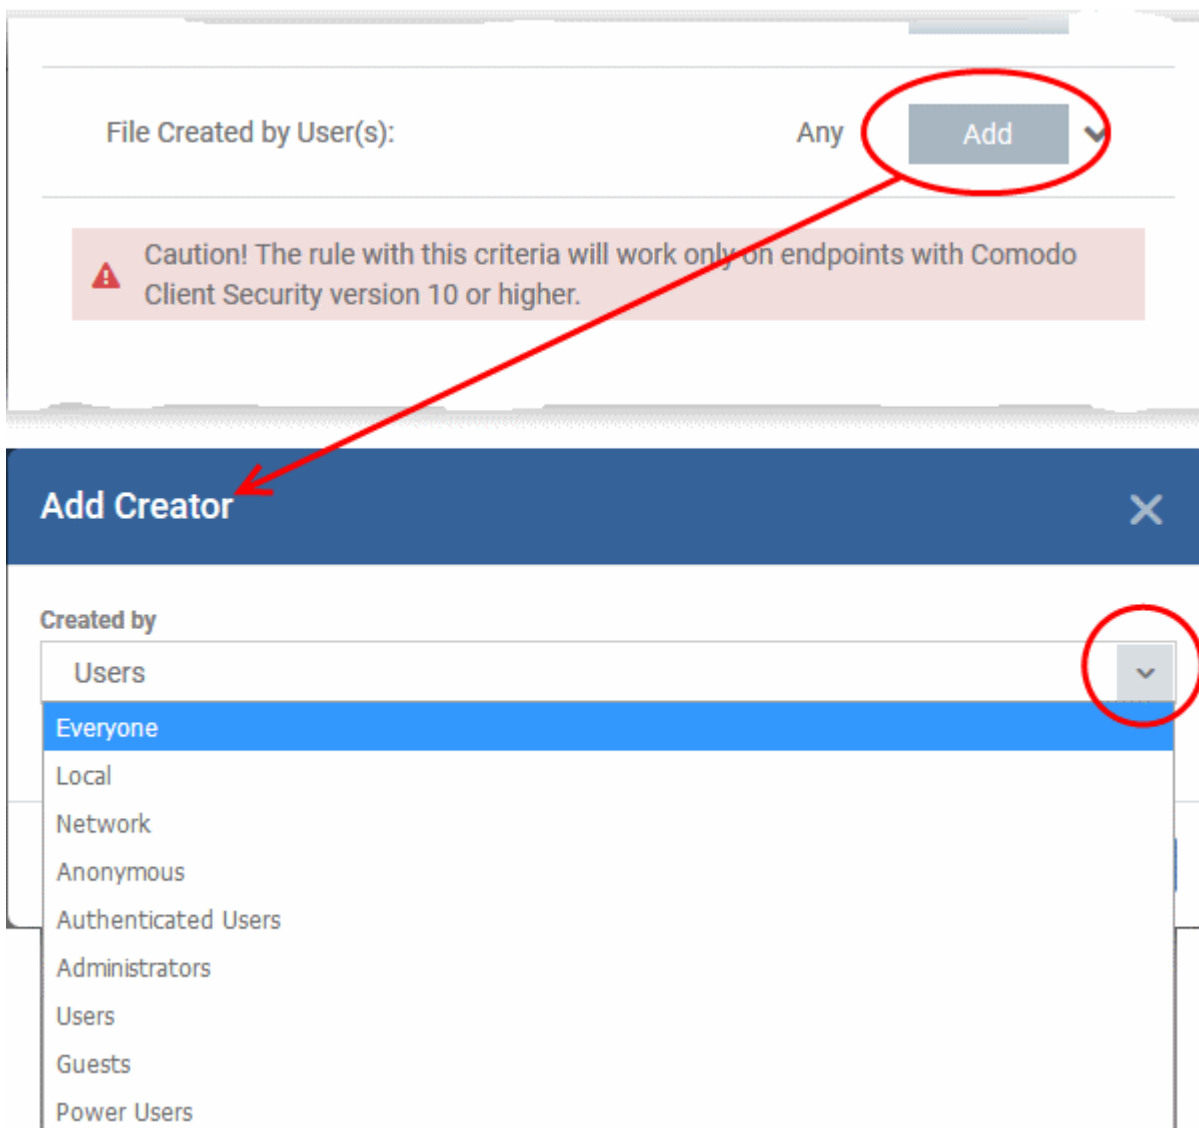 File Created by User(s): Any Add
Caution! The rule with this criteria will work only on endpoints with Comodo
Client Security version 10 or higher.
Add Creator
Created by
Users
Everyone
Local
Network
Anonymous
Authenticated Users
Administrators
Users
Guests
Power Users